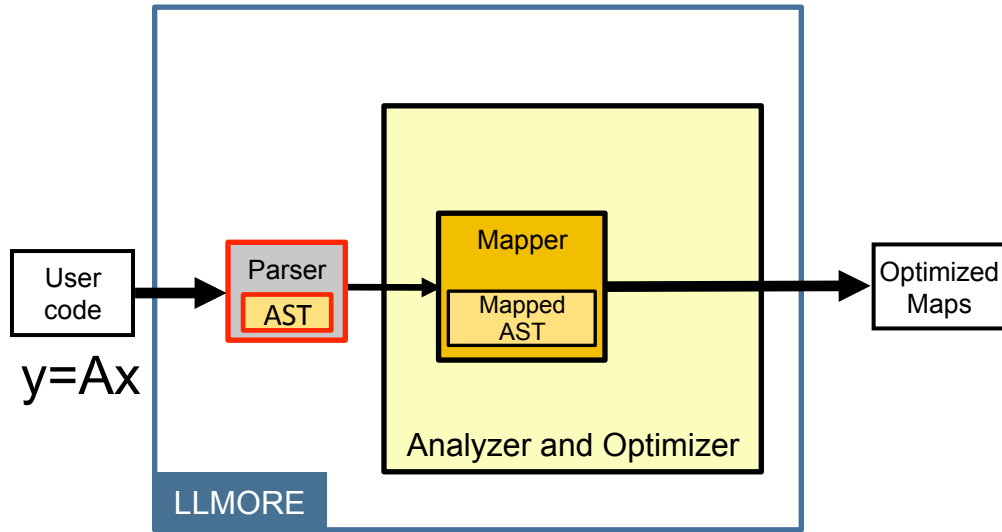 User
code
y=Ax
Parser
AST
Mapper
Mapped
AST
Analyzer and Optimizer
Optimized
Maps
LLMORE